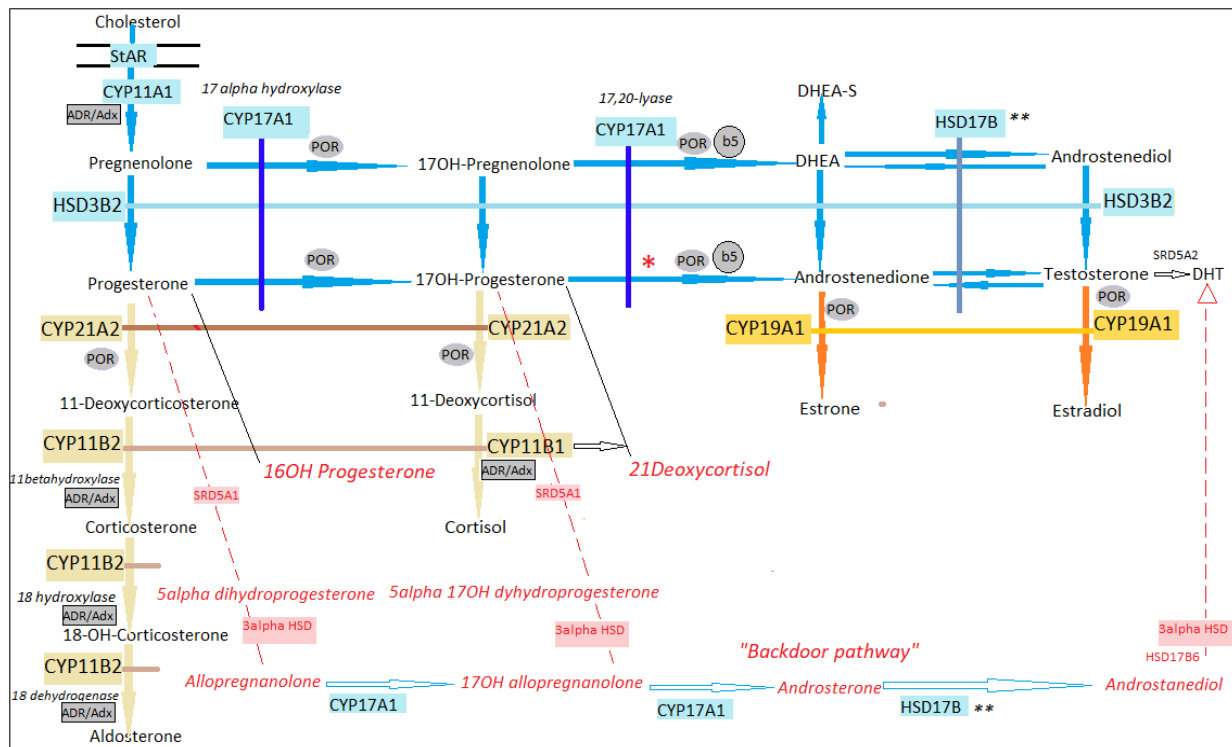 Cholesterol
StAR
CYP11A1
ADR/Adx
17 alpha hydroxylase
CYP17A1
17,20-lyase
CYP17A1
DHEA-S
HSD17B **
POR
POR
b5
Pregnenolone
17OH-Pregnenolone
DHEA
Androstenediol
HSD3B2
HSD3B2
POR
*
POR
b5
SRD5A2
Progesterone
17OH-Progesterone
Androstenedione
Testosterone
DHT
CYP21A2
CYP21A2
CYP19A1
POR
POR
CYP19A1
POR
POR
11-Deoxycorticosterone
11-Deoxycortisol
Estrone
Estradiol
CYP11B2
CYP11B1
16OH Progesterone
ADR/Adx
21Deoxycortisol
11betahydroxylase
ADR/Adx
SRD5A1
SRD5A1
Corticosterone
Cortisol
CYP11B2
18 hydroxylase
ADR/Adx
5alpha dihydroprogesterone
5alpha 17OH dyhydroprogesterone
3alpha HSD
3alpha HSD
3alpha HSD
HSD17B6
18-OH-Corticosterone
"Backdoor pathway"
CYP11B2
18 dehydrogenase
ADR/Adx
Allopregnanolone
CYP17A1
17OH allopregnanolone
CYP17A1
Androsterone
HSD17B **
Androstanediol
Aldosterone